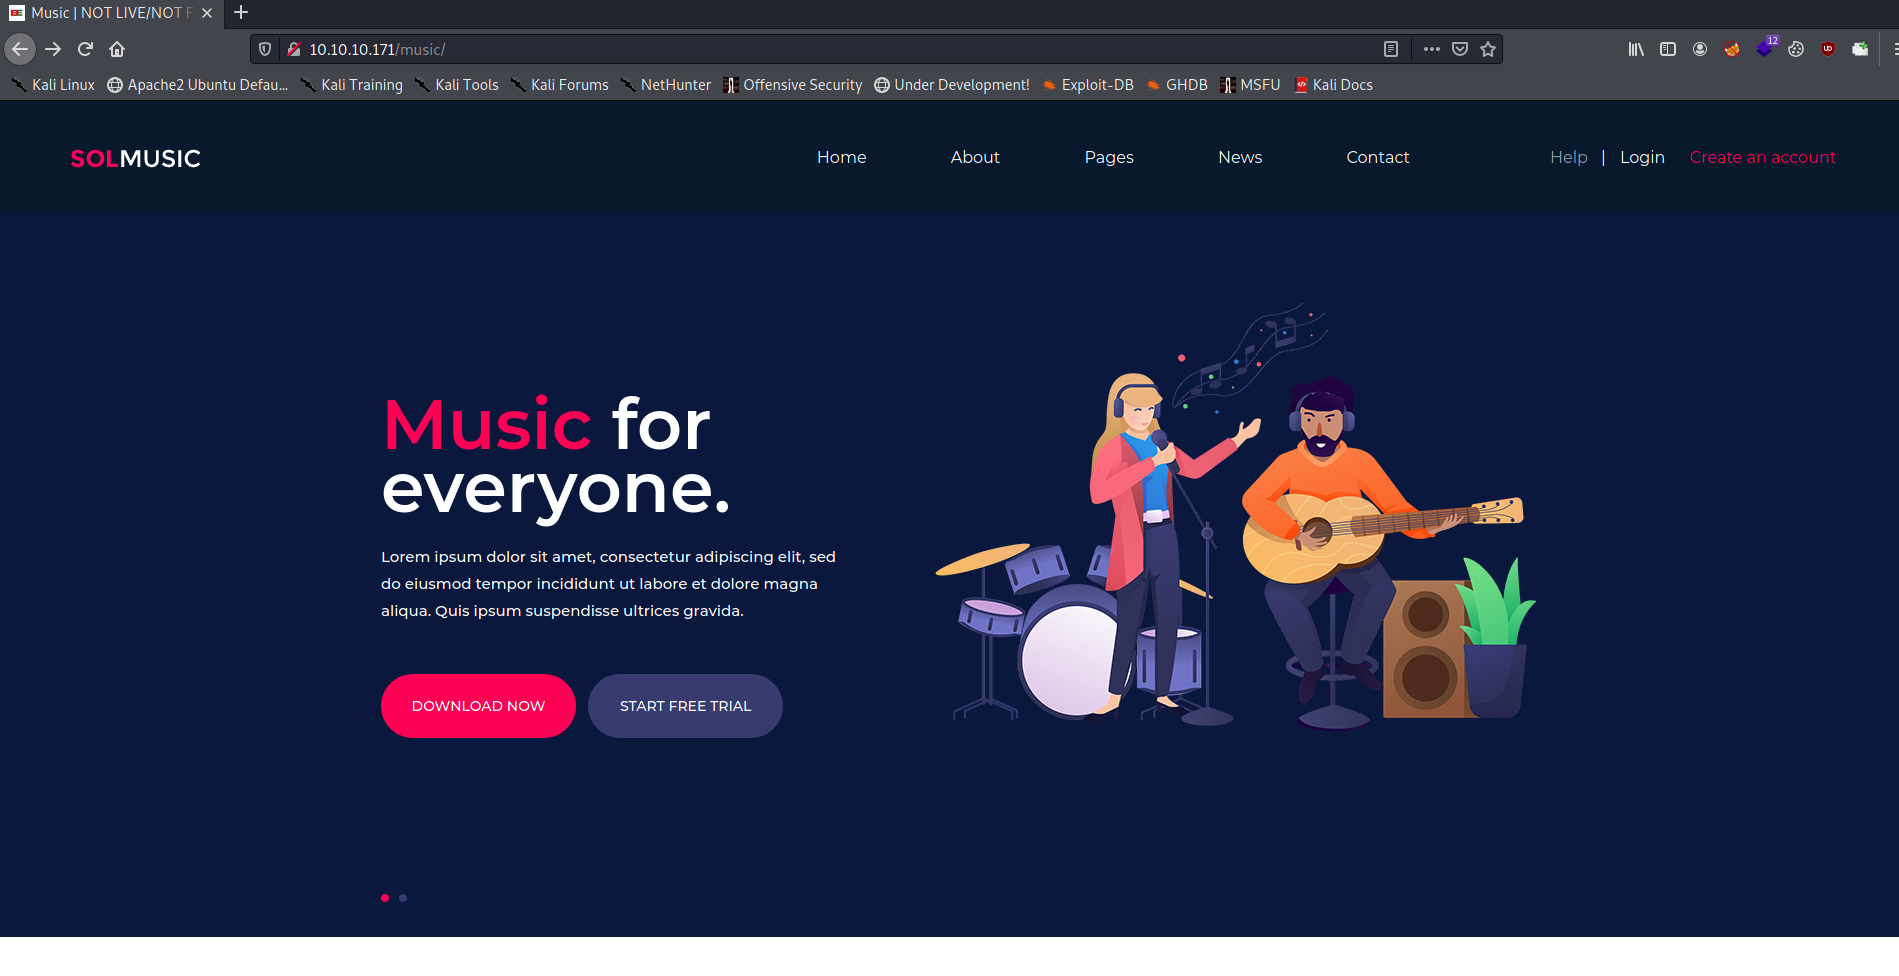 Music | NOT LIVE/NOT F
10.10.10.171/music/
12
Kali Linux Apache2 Ubuntu Defau... Kali Training Kali Tools Kali Forums NetHunter Offensive Security Under Development! Exploit-DB GHDB MSFU Kali Docs
SOLMUSIC Home About Pages News Contact Help | Login Create an account
Music for
everyone.
Lorem ipsum dolor sit amet, consectetur adipiscing elit, sed
do eiusmod tempor incididunt ut labore et dolore magna
aliqua. Quis ipsum suspendisse ultrices gravida.
DOWNLOAD NOW START FREE TRIAL